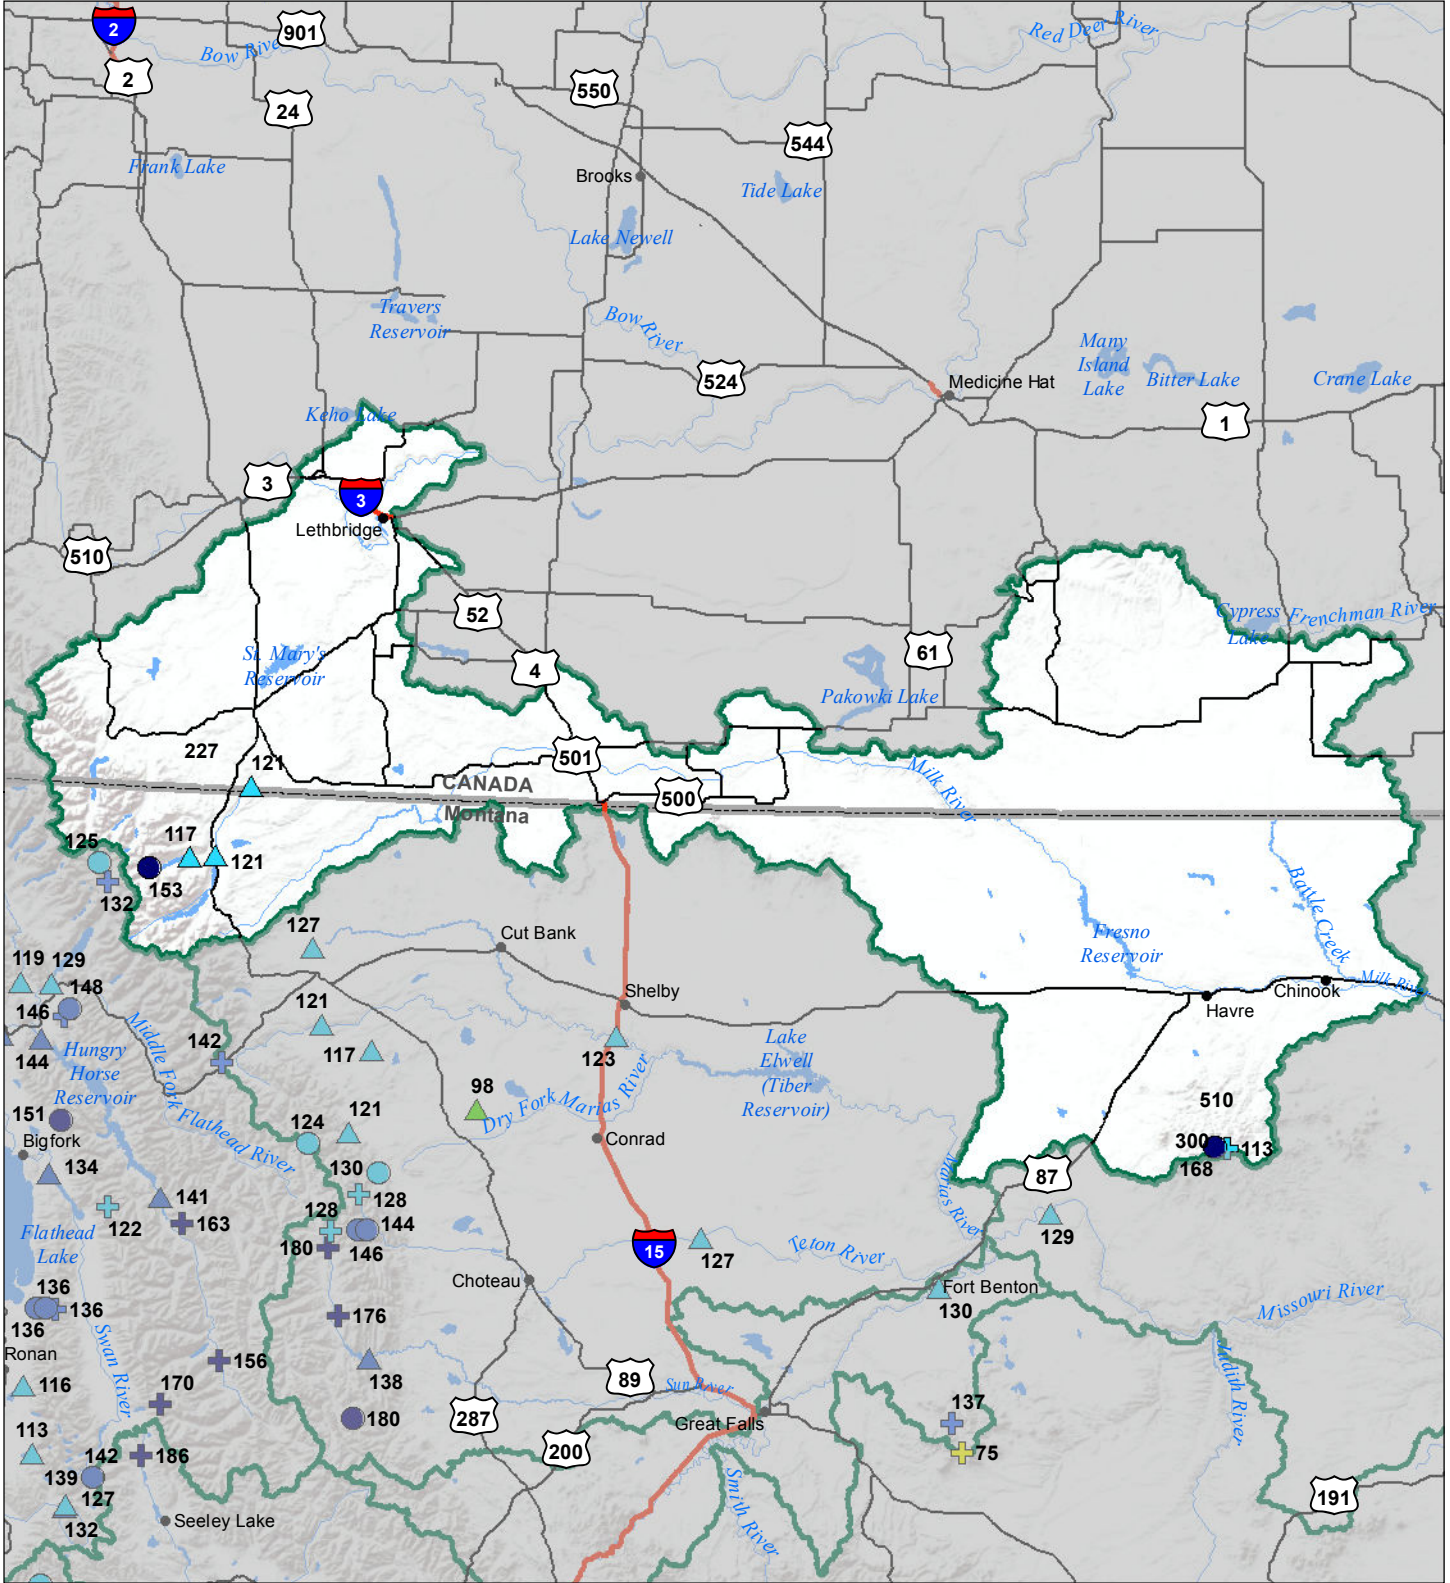 2
901
Bow River
Red Deer River
2
24
550
544
Frank Lake
Brooks
Tide Lake
Lake Newell
Travers
Reservoir
Bow River
524
Medicine Hat
Many
Island
Lake
Bitter Lake
Crane Lake
Keho Lake
1
3
3
Lethbridge
510
52
Cypress
Lake
Frenchman River
St. Mary's
Reservoir
4
61
Pakowki Lake
227
121
501
CANADA
Montana
500
Milk River
125
117
121
132
153
Battle Creek
127
Cut Bank
Fresno
Reservoir
119
129
148
146
144
Shelby
Chinook
Milk River
Havre
121
117
142
123
Middle Fork Flathead River
Hungry
Horse
Reservoir
Lake
Elwell
(Tiber
Reservoir)
98
Dry Fork Marias River
151
Bigfork
124
121
Conrad
510
300
168
113
134
130
128
87
Marias River
141
122
163
128
144
146
180
Flathead
Lake
15
127
Teton River
129
Choteau
Fort Benton
130
Missouri River
136
136
136
176
Ronan
Swan River
156
138
89
Sun River
Judith River
116
170
180
287
Great Falls
137
113
142
186
200
75
139
127
132
Smith River
191
Seeley Lake